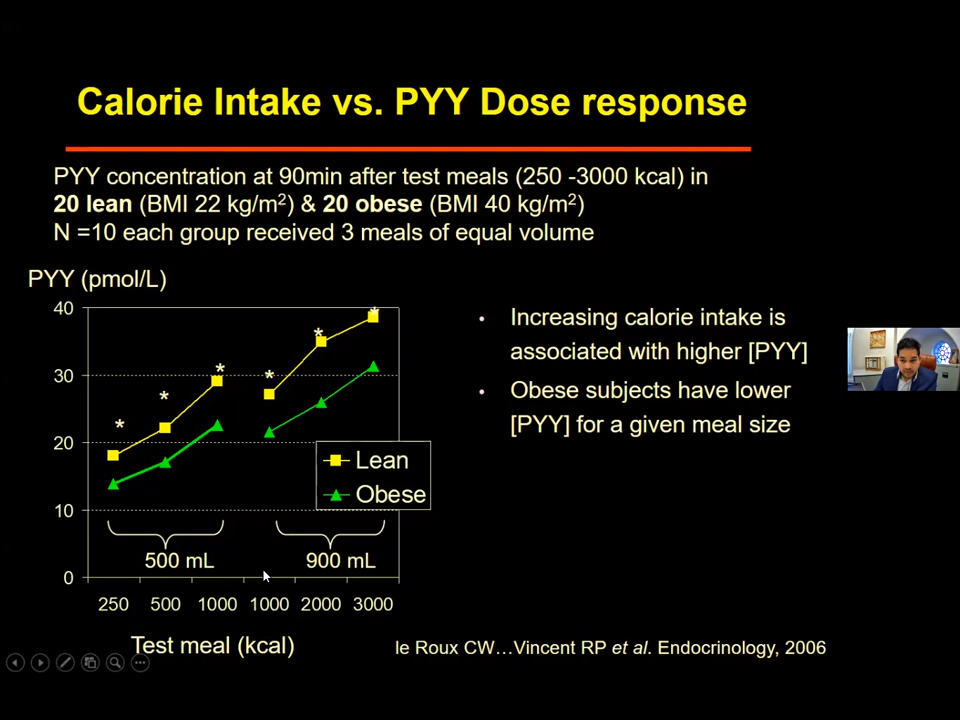 Calorie Intake vs. PYY Dose response
PYY concentration at 90min after test meals (250 -3000 kcal) in
20 lean (BMI 22 kg/m²) & 20 obese (BMI 40 kg/m²)
N =10 each group received 3 meals of equal volume
PYY (pmol/L)
40
30
20
10
0
* * * * * *
Lean
Obese
500 mL 900 mL
250 500 1000 1000 2000 3000
Test meal (kcal)
• Increasing calorie intake is
associated with higher [PYY]
• Obese subjects have lower
[PYY] for a given meal size
le Roux CW…Vincent RP et al. Endocrinology, 2006